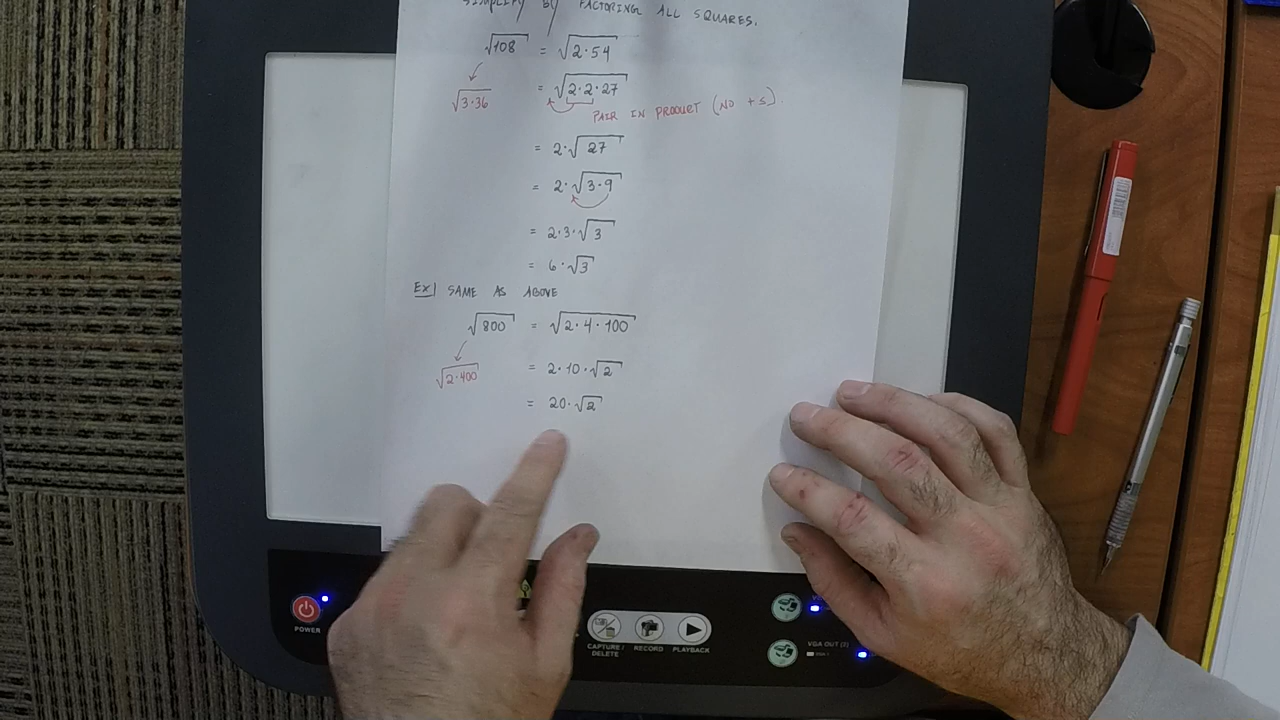 SIMPLIFY BY FACTORING ALL SQUARES.
√108 = √2·54
√3·36
= √2·2·27
PAIR IN PRODUCT (NO +'s).
= 2·√27
= 2·√3·9
= 2·3·√3
= 6·√3
Ex| SAME AS ABOVE
√800 = √2·4·100
√2·400
= 2·10·√2
= 20·√2
POWER
CAPTURE / DELETE
RECORD
PLAYBACK
VGA OUT (2)